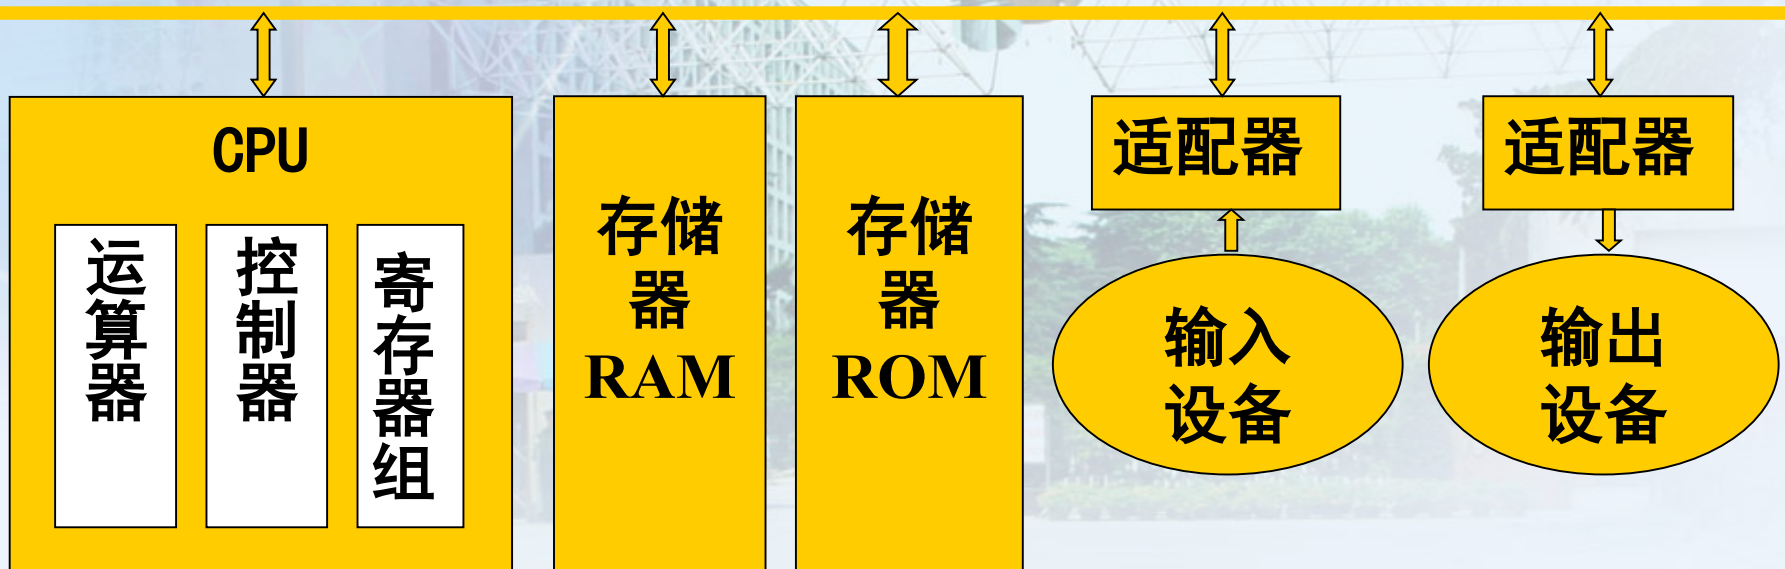 CPU
运算器
控制器
寄存器组
存储
器
RAM
存储
器
ROM
适配器
输入
设备
适配器
输出
设备